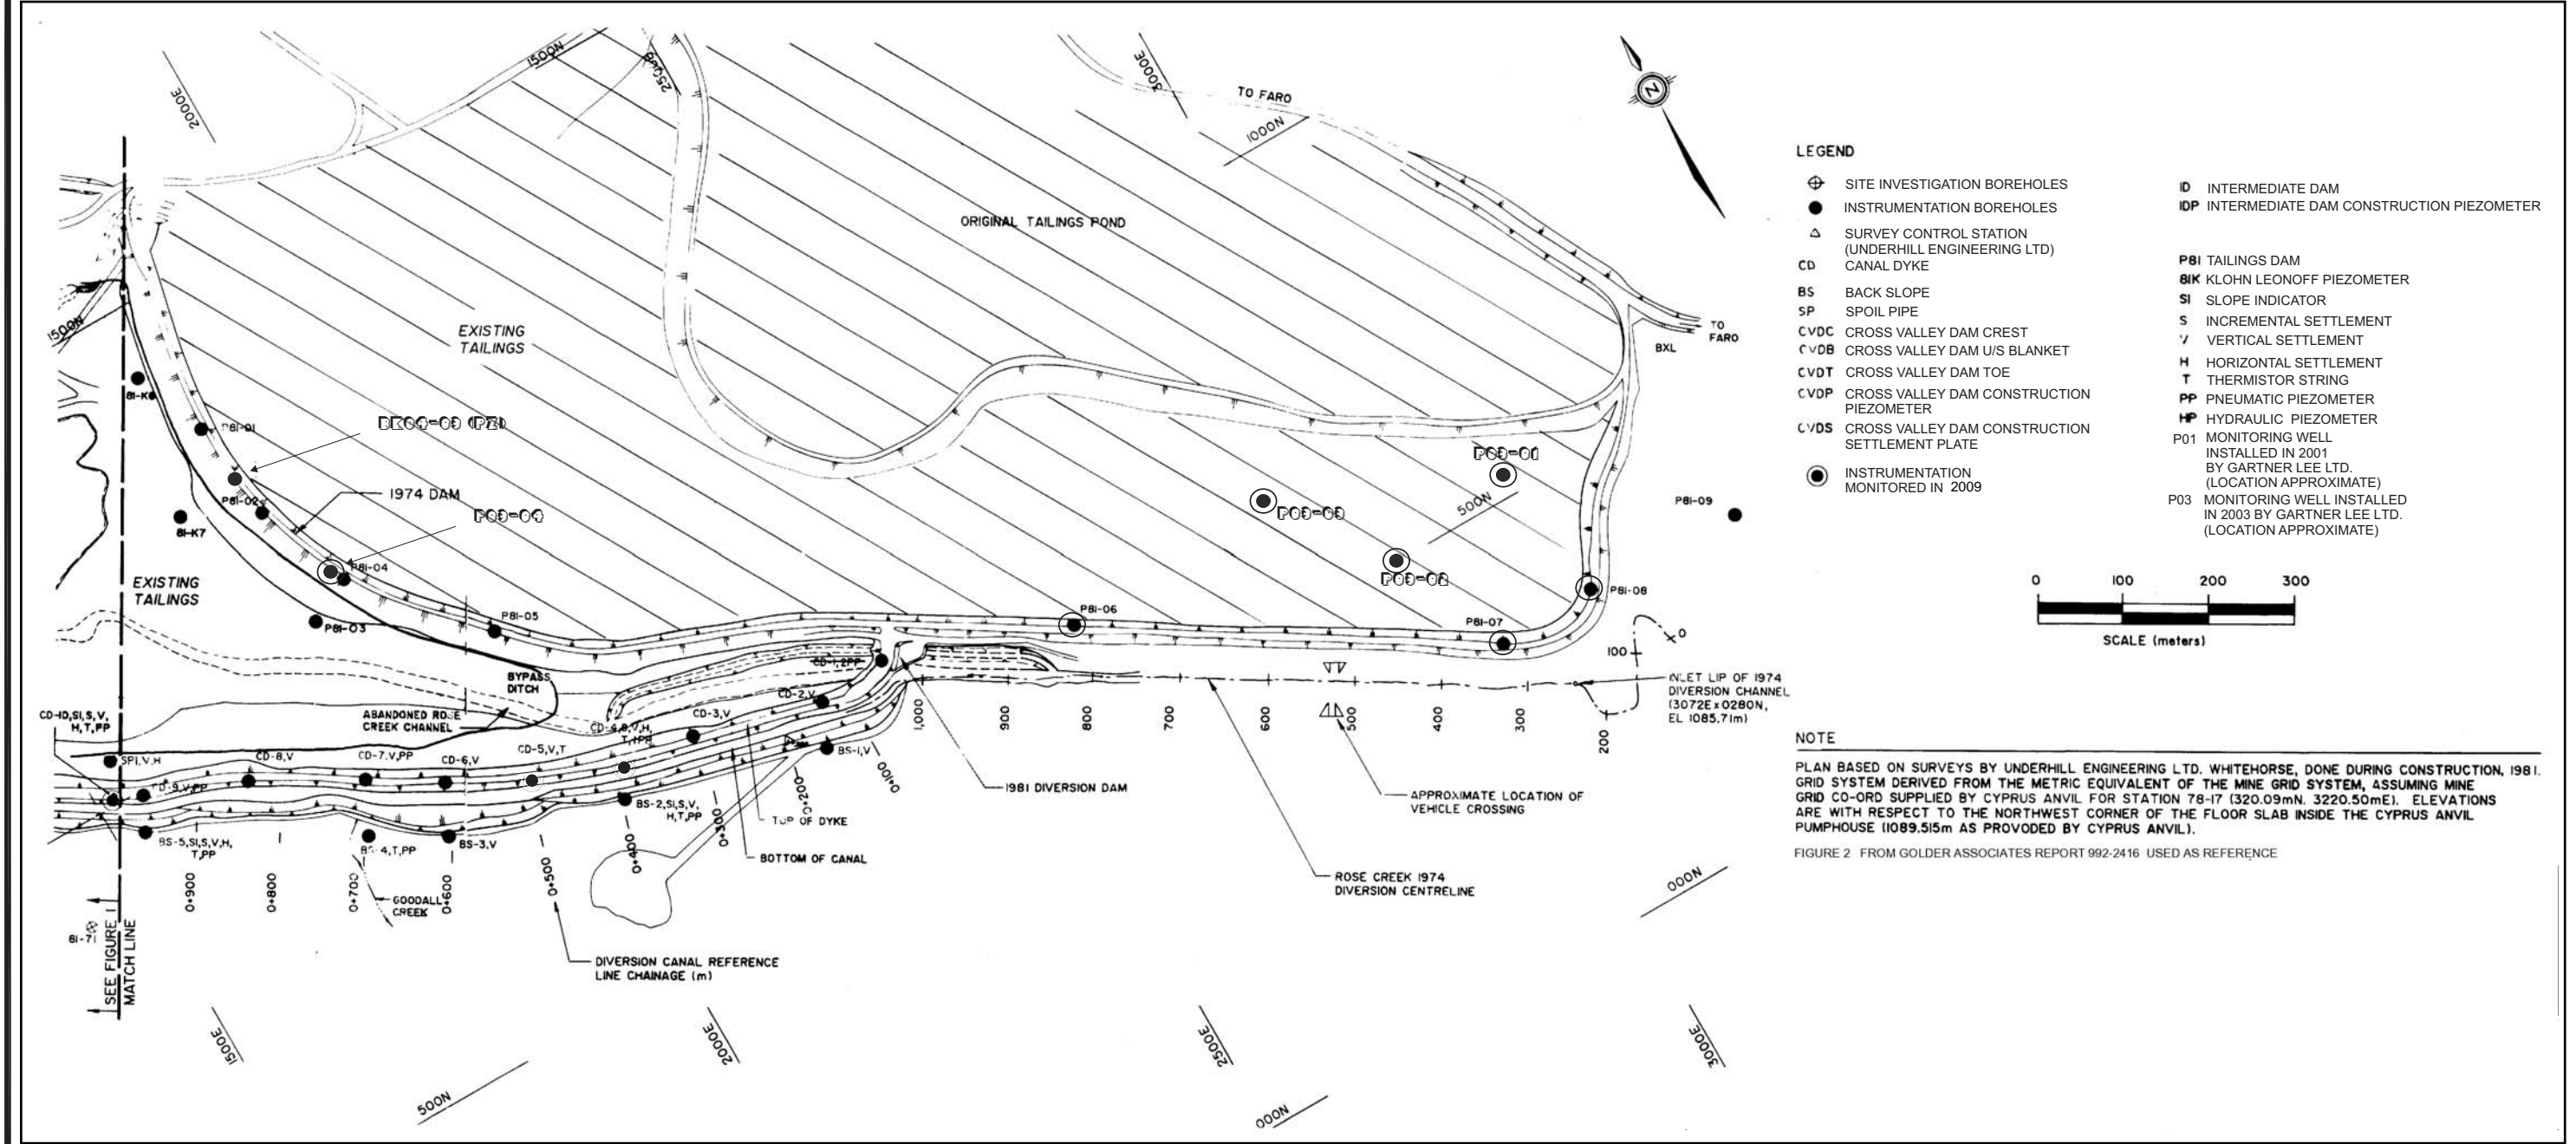 1500N
2500E
2000E
3000E
TO FARO
1000N
ORIGINAL TAILINGS POND
1500N
EXISTING
TAILINGS
TO
FARO
BXL
P81-01
P03-01
1974 DAM
P81-02
P03-03
500N
P81-09
P03-04
81-K7
P81-04
P03-02
EXISTING
TAILINGS
P81-08
P81-05
P81-06
P81-03
P81-07
0
100
CD-1,2PP
BYPASS
DITCH
INLET LIP OF 1974
DIVERSION CHANNEL
(3072E x 0280N,
EL 1085.71m)
CD-2,V
CD-10,SI,S,V,
H,T,PP
ABANDONED ROSE
CREEK CHANNEL
CD-3,V
1,000
900
800
700
600
500
400
300
200
CD-8,V
CD-7,V,PP
CD-6,V
CD-5,V,T
BS-1,V
SP1,V,H
0+100
0+200
1981 DIVERSION DAM
CD-9,V,PP
APPROXIMATE LOCATION OF
VEHICLE CROSSING
BS-2,SI,S,V,
H,T,PP
TOP OF DYKE
0+300
BS-5,SI,S,V,H,
T,PP
BS-4,T,PP
BS-3,V
BOTTOM OF CANAL
0+400
0+500
0+600
0+700
0+800
0+900
ROSE CREEK 1974
DIVERSION CENTRELINE
GOODALL
CREEK
000N
81-71
SEE FIGURE 1
MATCH LINE
DIVERSION CANAL REFERENCE
LINE CHAINAGE (m)
1500E
2000E
2500E
3000E
500N
000N
LEGEND
SITE INVESTIGATION BOREHOLES
INSTRUMENTATION BOREHOLES
SURVEY CONTROL STATION
(UNDERHILL ENGINEERING LTD)
CD CANAL DYKE
BS BACK SLOPE
SP SPOIL PIPE
CVDC CROSS VALLEY DAM CREST
CVDB CROSS VALLEY DAM U/S BLANKET
CVDT CROSS VALLEY DAM TOE
CVDP CROSS VALLEY DAM CONSTRUCTION
PIEZOMETER
CVDS CROSS VALLEY DAM CONSTRUCTION
SETTLEMENT PLATE
INSTRUMENTATION
MONITORED IN 2009
ID INTERMEDIATE DAM
IDP INTERMEDIATE DAM CONSTRUCTION PIEZOMETER
P81 TAILINGS DAM
81K KLOHN LEONOFF PIEZOMETER
SI SLOPE INDICATOR
S INCREMENTAL SETTLEMENT
V VERTICAL SETTLEMENT
H HORIZONTAL SETTLEMENT
T THERMISTOR STRING
PP PNEUMATIC PIEZOMETER
HP HYDRAULIC PIEZOMETER
P01 MONITORING WELL
INSTALLED IN 2001
BY GARTNER LEE LTD.
(LOCATION APPROXIMATE)
P03 MONITORING WELL INSTALLED
IN 2003 BY GARTNER LEE LTD.
(LOCATION APPROXIMATE)
0 100 200 300
SCALE (meters)
NOTE
PLAN BASED ON SURVEYS BY UNDERHILL ENGINEERING LTD. WHITEHORSE, DONE DURING CONSTRUCTION, 1981.
GRID SYSTEM DERIVED FROM THE METRIC EQUIVALENT OF THE MINE GRID SYSTEM, ASSUMING MINE
GRID CO-ORD SUPPLIED BY CYPRUS ANVIL FOR STATION 78-17 (320.09mN. 3220.50mE). ELEVATIONS
ARE WITH RESPECT TO THE NORTHWEST CORNER OF THE FLOOR SLAB INSIDE THE CYPRUS ANVIL
PUMPHOUSE (1089.515m AS PROVODED BY CYPRUS ANVIL).
FIGURE 2 FROM GOLDER ASSOCIATES REPORT 992-2416 USED AS REFERENCE